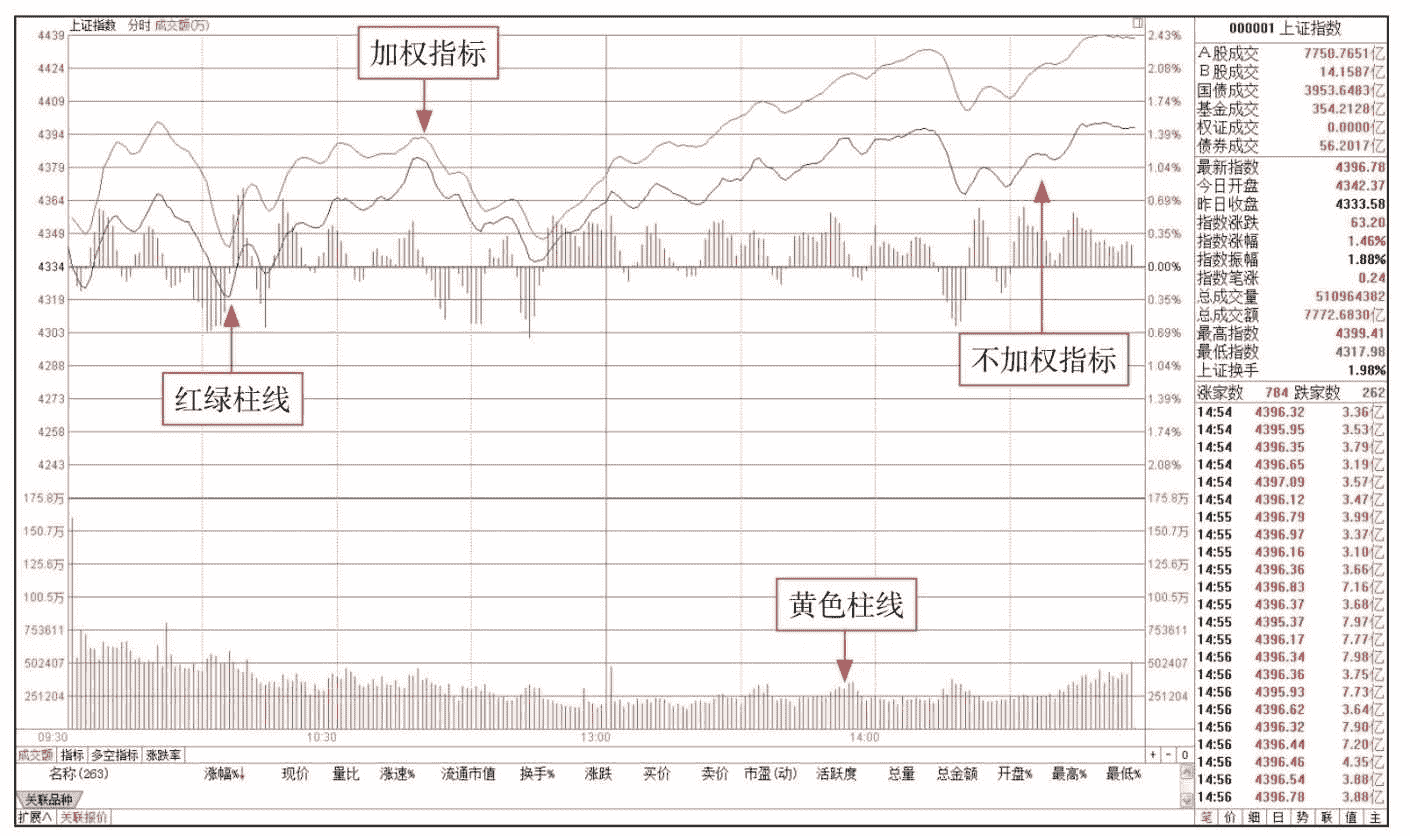 上证指数 分时 成交额(万)
4439
4424
4409
4394
4379
4364
4349
4334
4319
4303
4288
4273
4258
4243
175.8万
150.7万
125.6万
100.5万
753611
502407
251204
加权指标
红绿柱线
不加权指标
黄色柱线
2.43%
2.08%
1.74%
1.39%
1.04%
0.69%
0.35%
0.00%
0.35%
0.69%
1.04%
1.39%
1.74%
2.08%
175.8万
150.7万
125.6万
100.5万
753611
502407
251204
09:30 10:30 13:00 14:00
成交额 指标 多空指标 涨跌率 + - 0
名称(263) 涨幅%↓ 现价 量比 涨速% 流通市值 换手% 涨跌 买价 卖价 市盈(动) 活跃度 总量 总金额 开盘% 最高% 最低%
关联品种
扩展∧ 关联报价
000001 上证指数
A股成交 7750.7651亿
B股成交 14.1587亿
国债成交 3953.6483亿
基金成交 354.2128亿
权证成交 0.0000亿
债券成交 56.2017亿
最新指数 4396.78
今日开盘 4342.37
昨日收盘 4333.58
指数涨跌 63.20
指数涨幅 1.46%
指数振幅 1.88%
指数笔涨 0.24
总成交量 510964382
总成交额 7772.6830亿
最高指数 4399.41
最低指数 4317.98
上证换手 1.98%
涨家数 784 跌家数 262
14:54 4396.32 3.36亿
14:54 4395.95 3.53亿
14:54 4396.35 3.79亿
14:54 4396.65 3.19亿
14:54 4397.09 3.57亿
14:54 4396.12 3.47亿
14:55 4396.79 3.99亿
14:55 4396.97 3.37亿
14:55 4396.16 3.10亿
14:55 4396.36 3.66亿
14:55 4396.83 7.16亿
14:55 4396.37 3.68亿
14:55 4395.37 7.97亿
14:55 4396.17 7.77亿
14:56 4396.34 7.98亿
14:56 4396.36 3.75亿
14:56 4395.93 7.73亿
14:56 4396.62 3.64亿
14:56 4396.32 7.90亿
14:56 4396.44 7.20亿
14:56 4396.46 4.35亿
14:56 4396.54 3.88亿
14:56 4396.78 3.88亿
笔 价 细 日 势 联 值 主